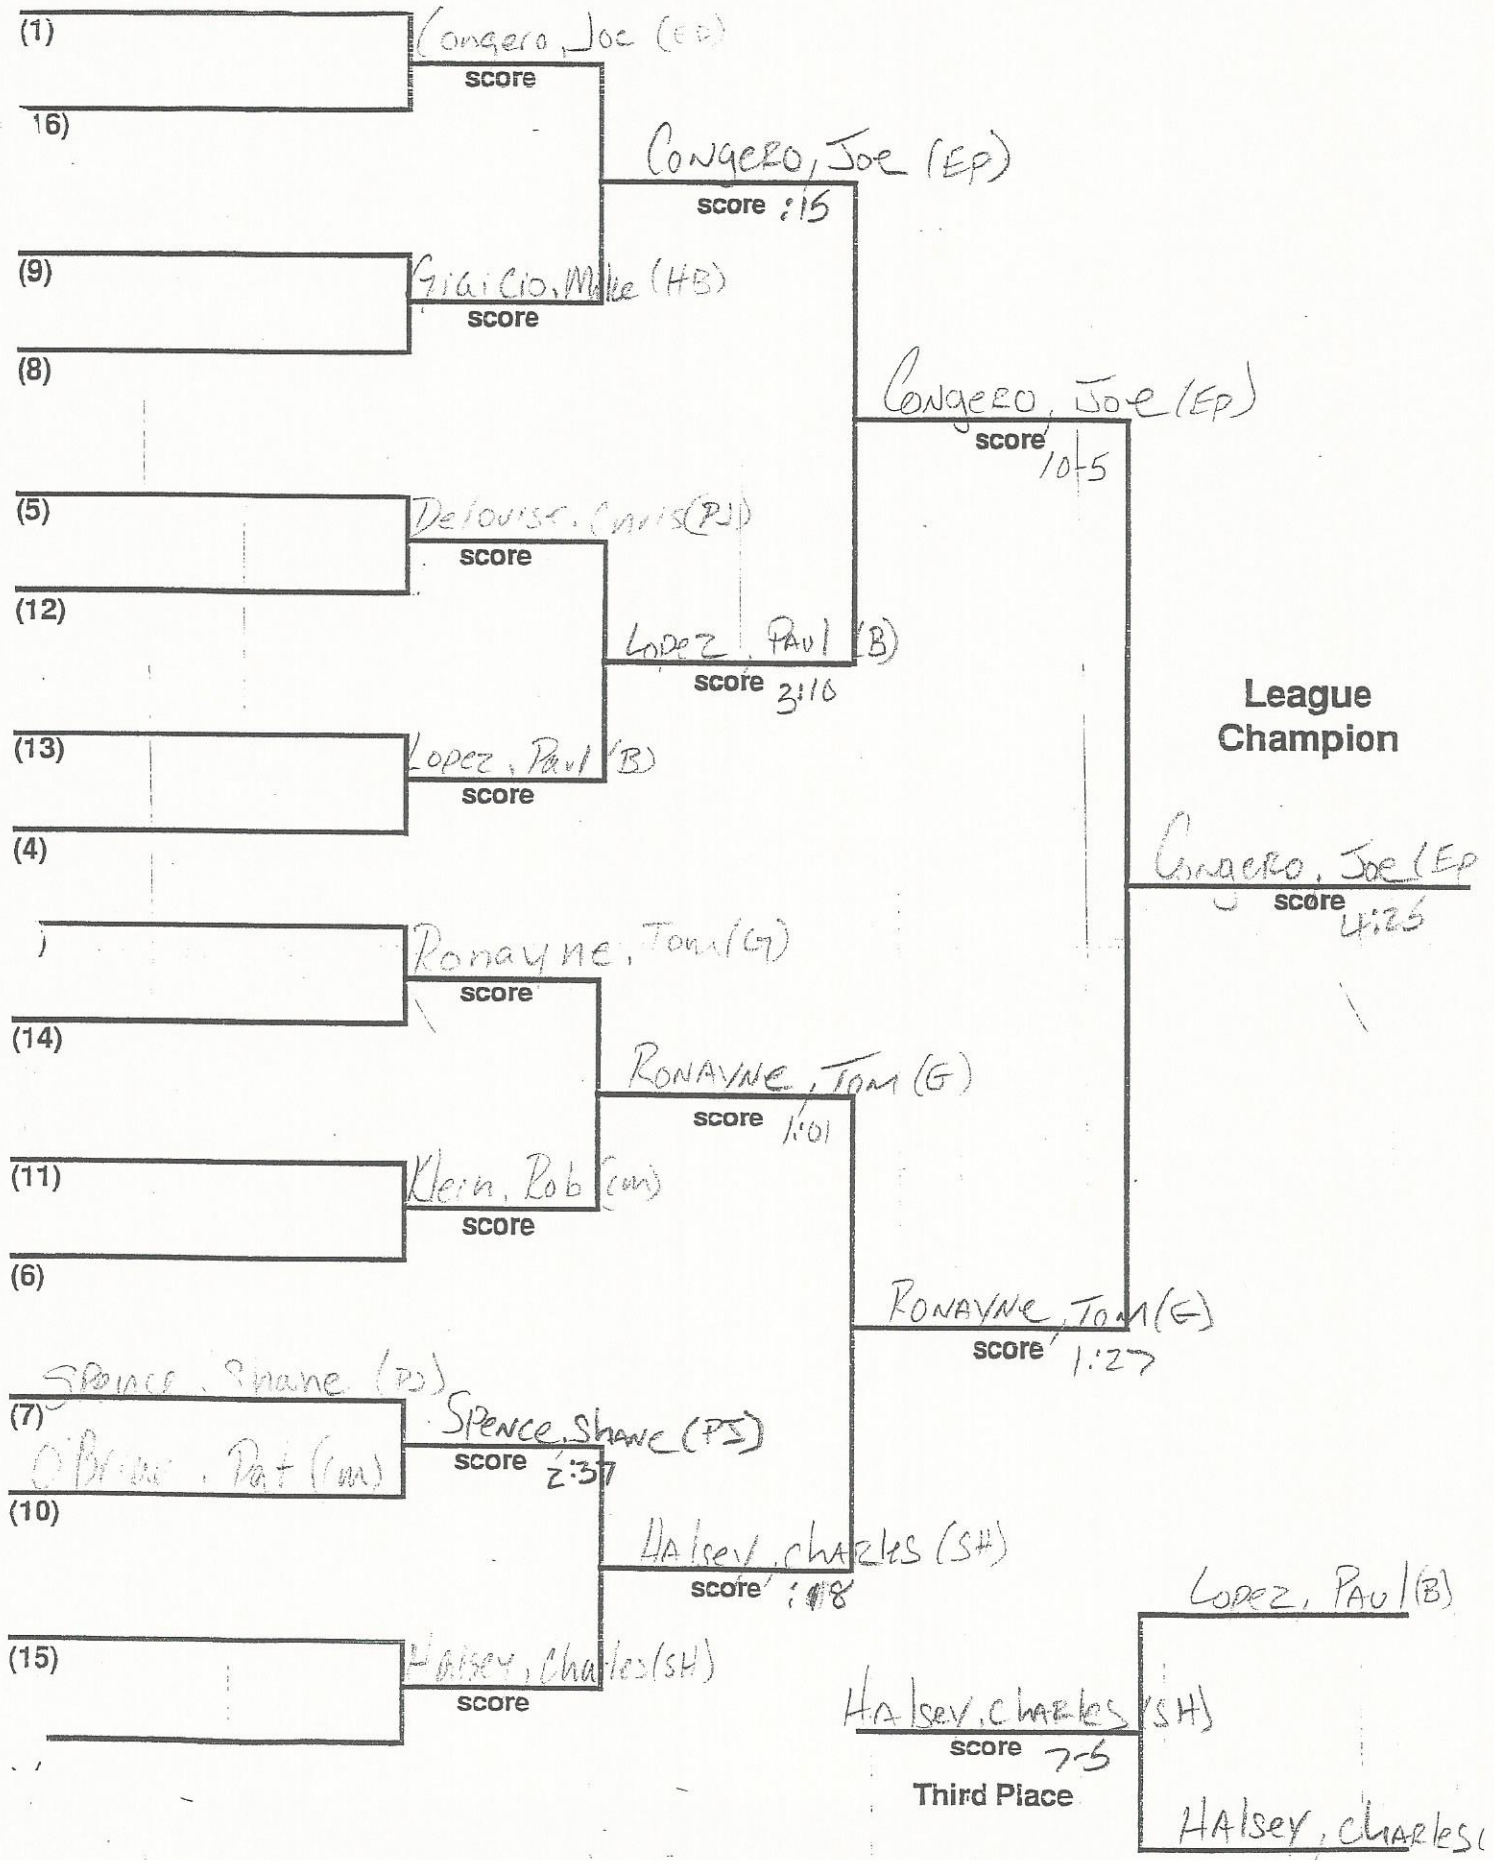 (1)
Congero, Joe (EP)
score
16)
Congero, Joe (EP)
score :15
(9)
Mike (HB)
score
(8)
Congero, Joe (EP)
score 10-5
(5)
Delouise, Chris (PJ)
score
(12)
Lopez, Paul (B)
score 3:10
League
Champion
(13)
Lopez, Paul (B)
score
(4)
Congero, Joe (EP
score 4:25
)
Ronayne, Tom (G)
score
(14)
Ronayne, Tom (G)
score 1:01
(11)
Klein, Rob (cm)
score
(6)
Ronayne, Tom (G)
score 1:27
Spence, Shane (PJ)
(7)
Spence, Shane (PJ)
score 2:37
Pat (cm)
(10)
Halsey, Charles (SH)
score :18
Lopez, Paul (B)
(15)
Halsey, Charles (SH)
score
Halsey, Charles (SH)
score 7-5
Third Place
Halsey, Charles (